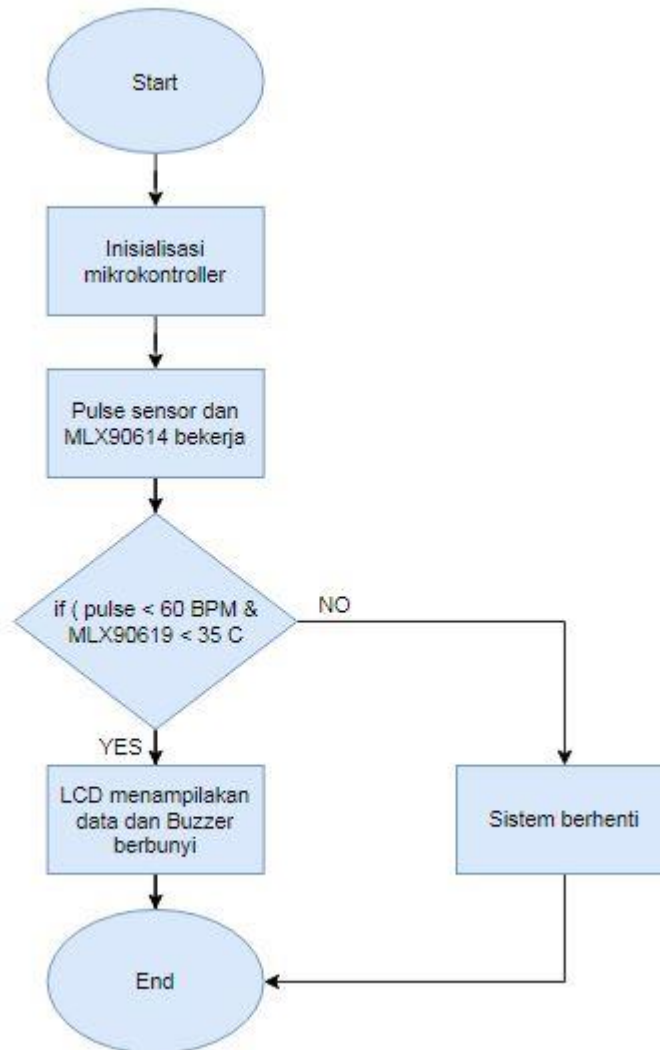 Start
Inisialisasi
mikrokontroller
Pulse sensor dan
MLX90614 bekerja
if ( pulse < 60 BPM &
MLX90619 < 35 C
NO
YES
LCD menampilakan
data dan Buzzer
berbunyi
Sistem berhenti
End